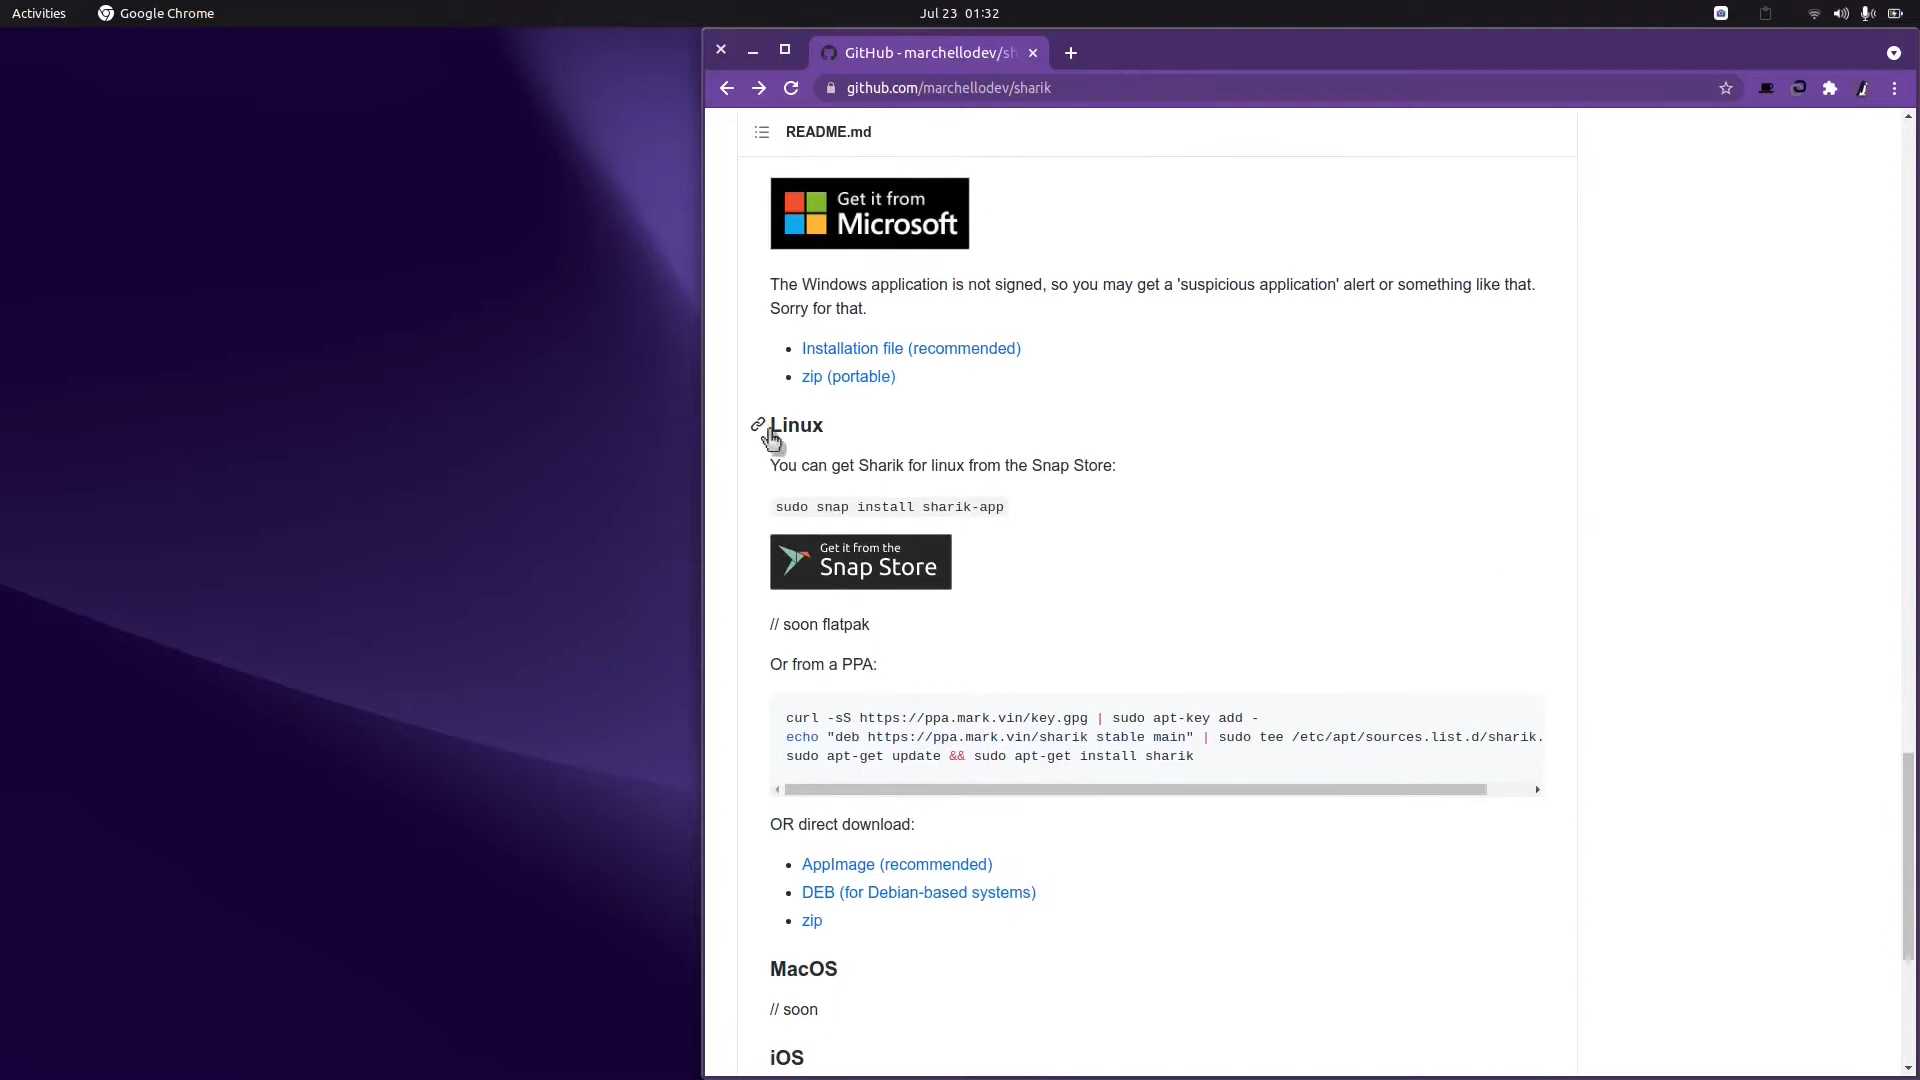 Activities
Google Chrome
Jul 23 01:32
GitHub - marchellodev/sh
github.com/marchellodev/sharik
README.md
Get it from
Microsoft
The Windows application is not signed, so you may get a 'suspicious application' alert or something like that.
Sorry for that.
Installation file (recommended)
zip (portable)
Linux
You can get Sharik for linux from the Snap Store:
sudo snap install sharik-app
Get it from the
Snap Store
// soon flatpak
Or from a PPA:
curl -sS https://ppa.mark.vin/key.gpg | sudo apt-key add -
echo "deb https://ppa.mark.vin/sharik stable main" | sudo tee /etc/apt/sources.list.d/sharik.
sudo apt-get update && sudo apt-get install sharik
OR direct download:
AppImage (recommended)
DEB (for Debian-based systems)
zip
MacOS
// soon
iOS